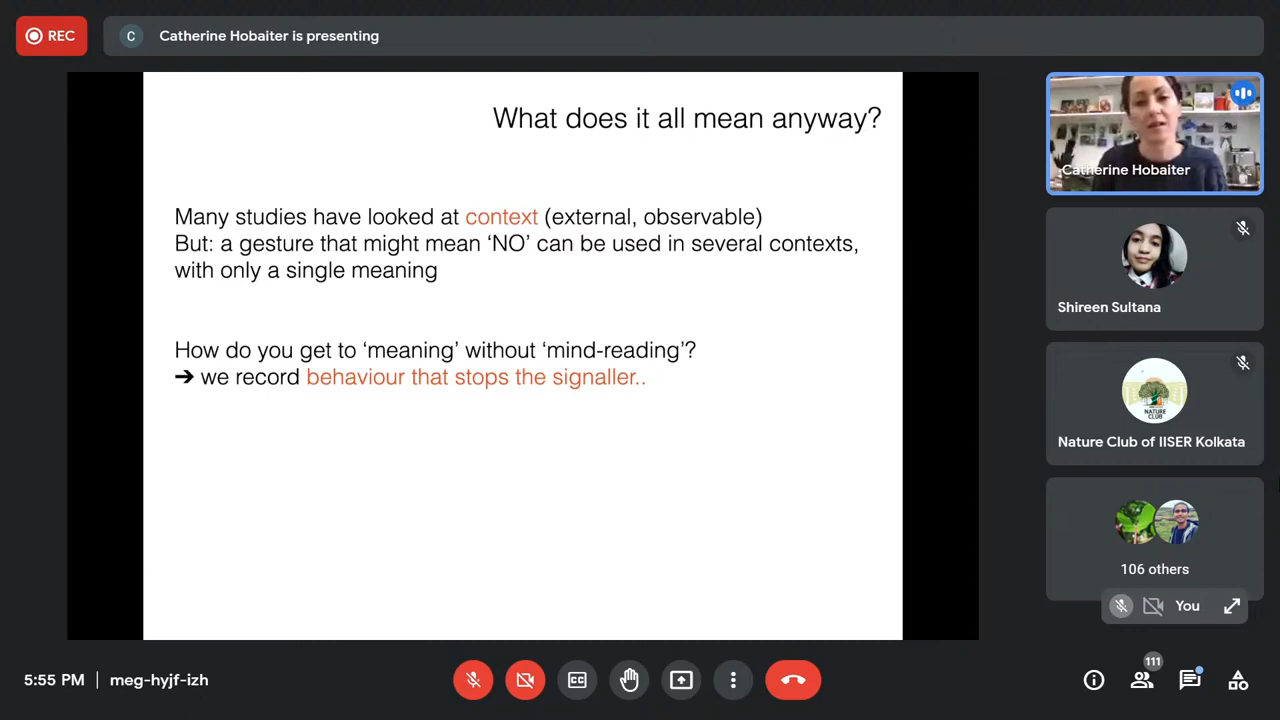 REC
C
Catherine Hobaiter is presenting
What does it all mean anyway?
Many studies have looked at context (external, observable)
But: a gesture that might mean ‘NO’ can be used in several contexts,
with only a single meaning
How do you get to ‘meaning’ without ‘mind-reading’?
➔ we record behaviour that stops the signaller..
Catherine Hobaiter
Shireen Sultana
NATURE
CLUB
Nature Club of IISER Kolkata
106 others
You
5:55 PM | meg-hyjf-izh
CC
111